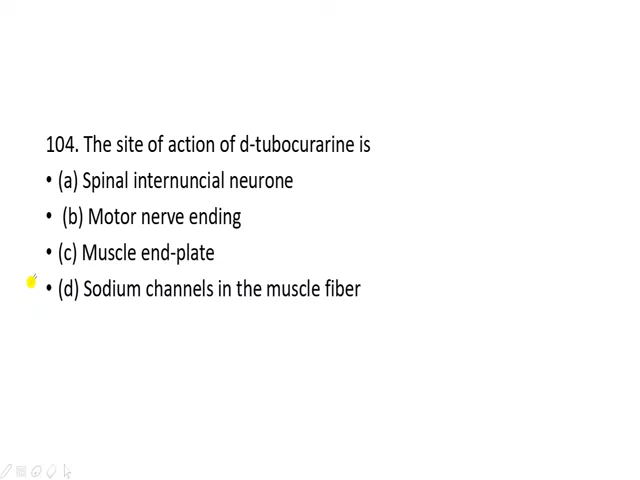 104. The site of action of d-tubocurarine is
• (a) Spinal internuncial neurone
• (b) Motor nerve ending
• (c) Muscle end-plate
• (d) Sodium channels in the muscle fiber